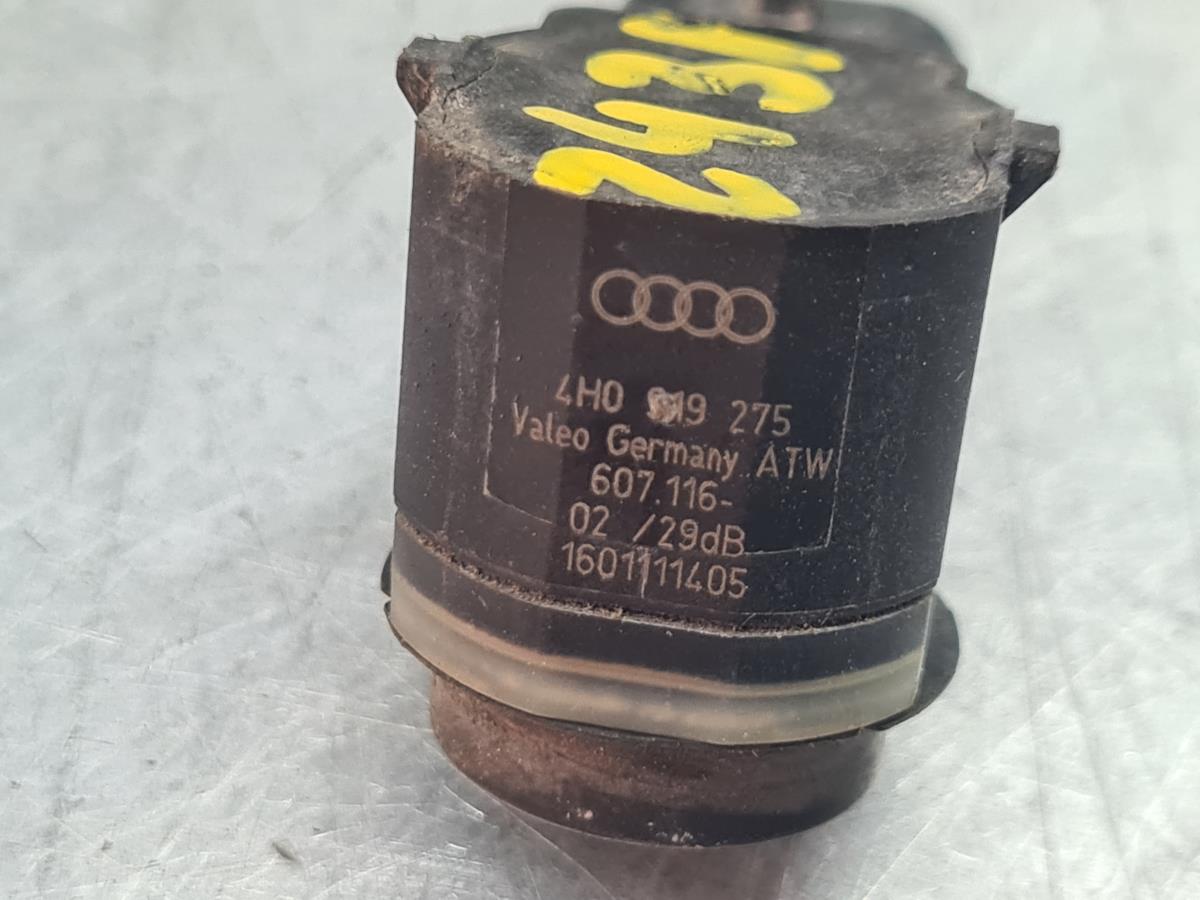 4H0 919 275
Valeo Germany ATW
607.116-
02 /29dB
1601111405